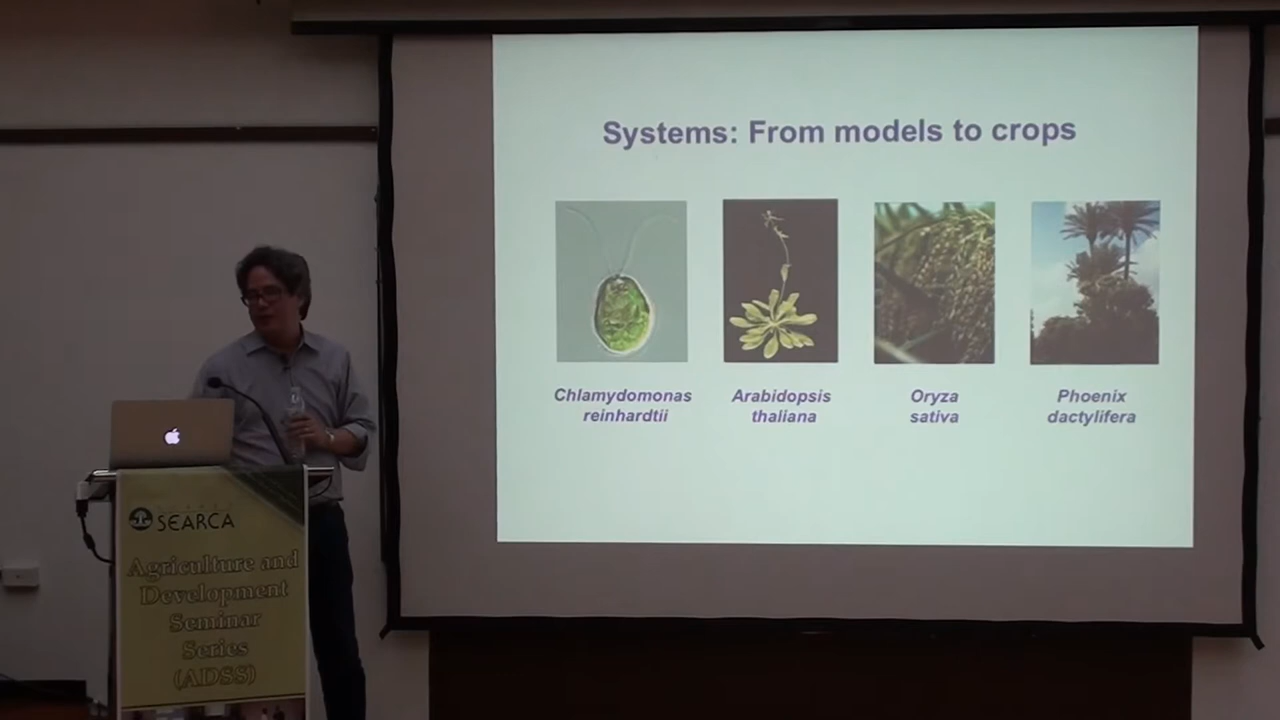 Systems: From models to crops
Chlamydomonas
reinhardtii
Arabidopsis
thaliana
Oryza
sativa
Phoenix
dactylifera
SEARCA
Agriculture and
Development
Seminar
Series
(ADSS)